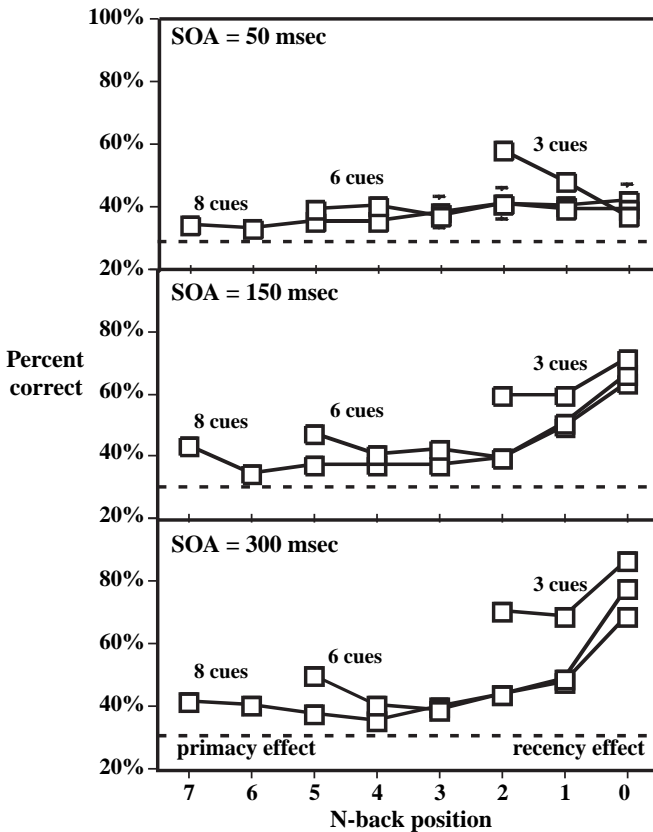 100%
SOA = 50 msec
80%
60%
3 cues
6 cues
8 cues
40%
20%
SOA = 150 msec
80%
Percent
correct
60%
3 cues
6 cues
8 cues
40%
20%
SOA = 300 msec
80%
3 cues
60%
6 cues
8 cues
40%
primacy effect recency effect
20%
7 6 5 4 3 2 1 0
N-back position